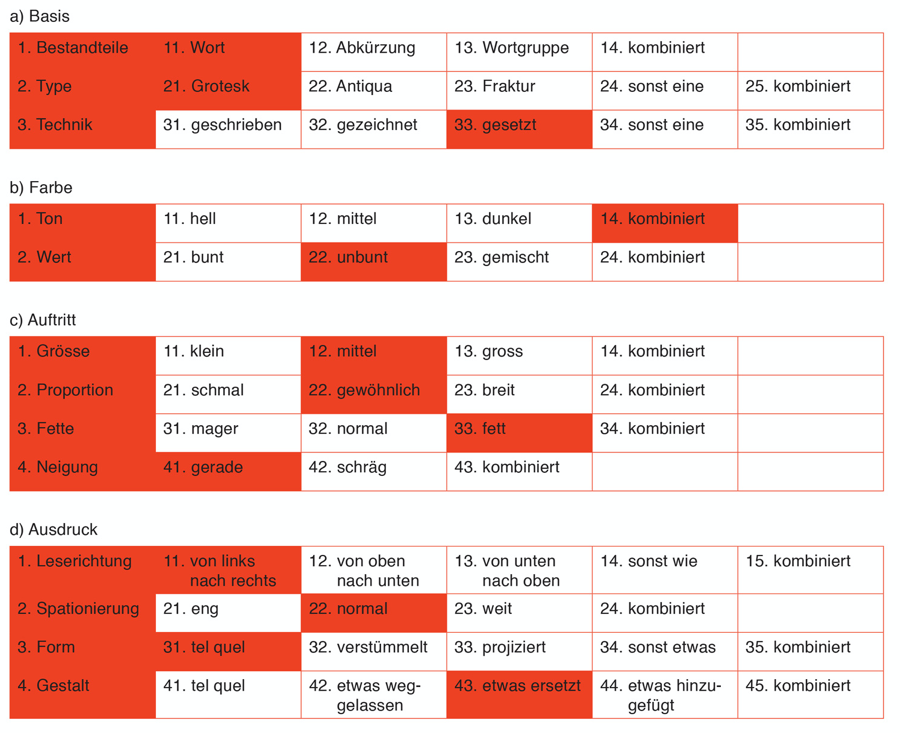 a) Basis
1. Bestandteile 11. Wort 12. Abkürzung 13. Wortgruppe 14. kombiniert
2. Type 21. Grotesk 22. Antiqua 23. Fraktur 24. sonst eine 25. kombiniert
3. Technik 31. geschrieben 32. gezeichnet 33. gesetzt 34. sonst eine 35. kombiniert
b) Farbe
1. Ton 11. hell 12. mittel 13. dunkel 14. kombiniert
2. Wert 21. bunt 22. unbunt 23. gemischt 24. kombiniert
c) Auftritt
1. Grösse 11. klein 12. mittel 13. gross 14. kombiniert
2. Proportion 21. schmal 22. gewöhnlich 23. breit 24. kombiniert
3. Fette 31. mager 32. normal 33. fett 34. kombiniert
4. Neigung 41. gerade 42. schräg 43. kombiniert
d) Ausdruck
1. Leserichtung 11. von links 12. von oben 13. von unten 14. sonst wie 15. kombiniert
nach rechts nach unten nach oben
2. Spationierung 21. eng 22. normal 23. weit 24. kombiniert
3. Form 31. tel quel 32. verstümmelt 33. projiziert 34. sonst etwas 35. kombiniert
4. Gestalt 41. tel quel 42. etwas weg- 43. etwas ersetzt 44. etwas hinzu- 45. kombiniert
gelassen gefügt